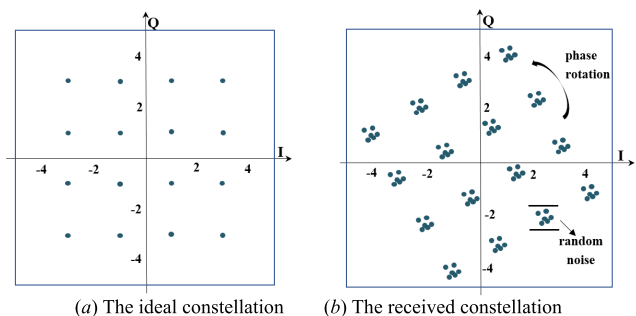 Q
4
2
I
-4
-2
2
4
-2
-4
(a) The ideal constellation
Q
4
phase
rotation
2
I
-4
-2
2
4
-2
random
noise
-4
(b) The received constellation